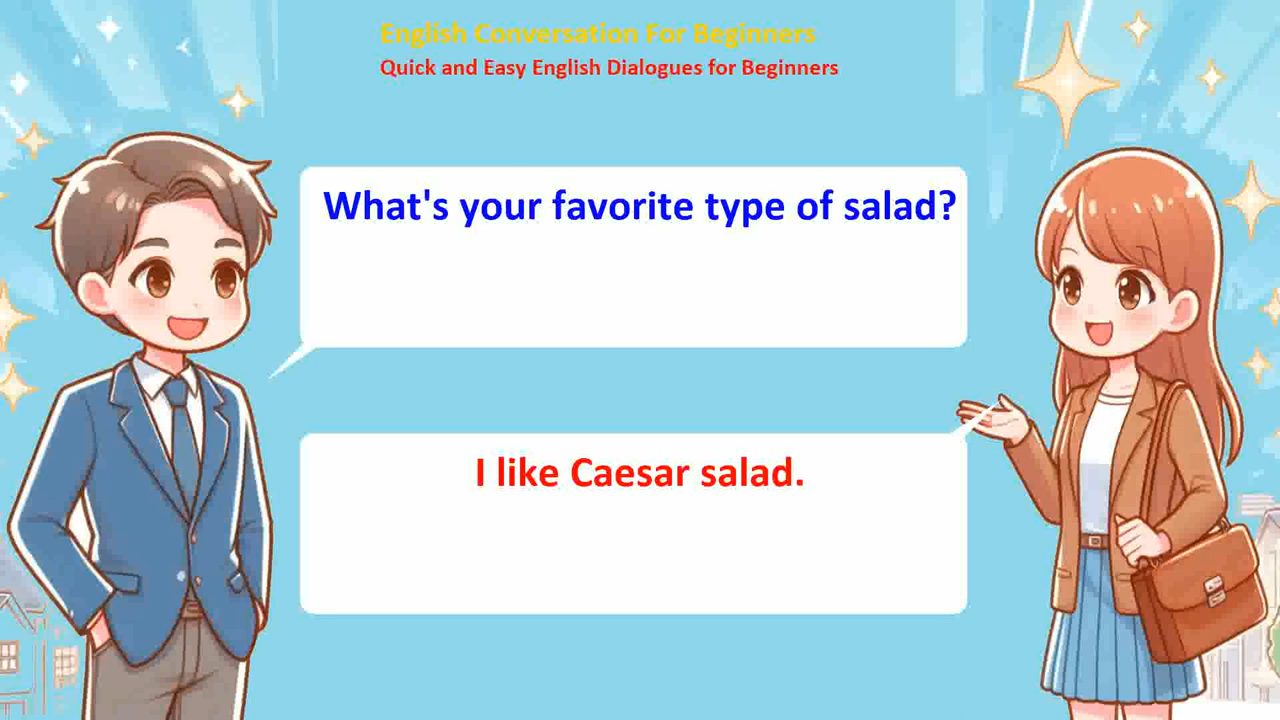 English Conversation For Beginners
Quick and Easy English Dialogues for Beginners
What's your favorite type of salad?
I like Caesar salad.